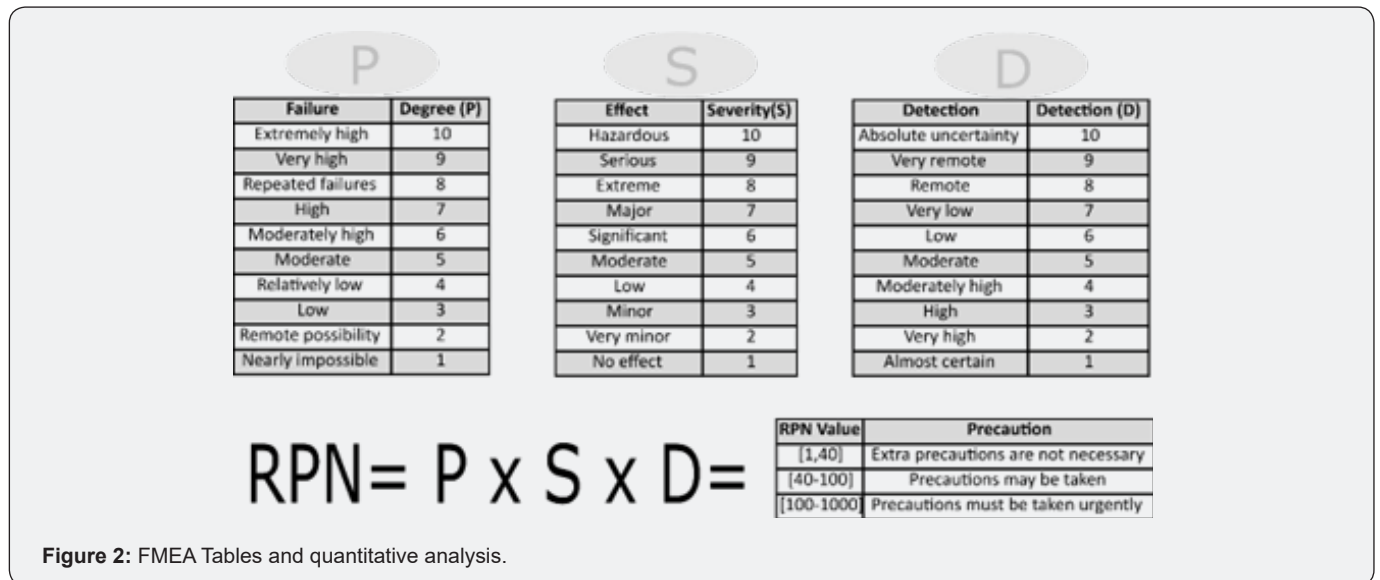 P S D
Failure Degree (P)
Extremely high 10
Very high 9
Repeated failures 8
High 7
Moderately high 6
Moderate 5
Relatively low 4
Low 3
Remote possibility 2
Nearly impossible 1
Effect Severity(S)
Hazardous 10
Serious 9
Extreme 8
Major 7
Significant 6
Moderate 5
Low 4
Minor 3
Very minor 2
No effect 1
Detection Detection (D)
Absolute uncertainty 10
Very remote 9
Remote 8
Very low 7
Low 6
Moderate 5
Moderately high 4
High 3
Very high 2
Almost certain 1
RPN= P x S x D=
RPN Value Precaution
[1,40] Extra precautions are not necessary
[40-100] Precautions may be taken
[100-1000] Precautions must be taken urgently
Figure 2: FMEA Tables and quantitative analysis.